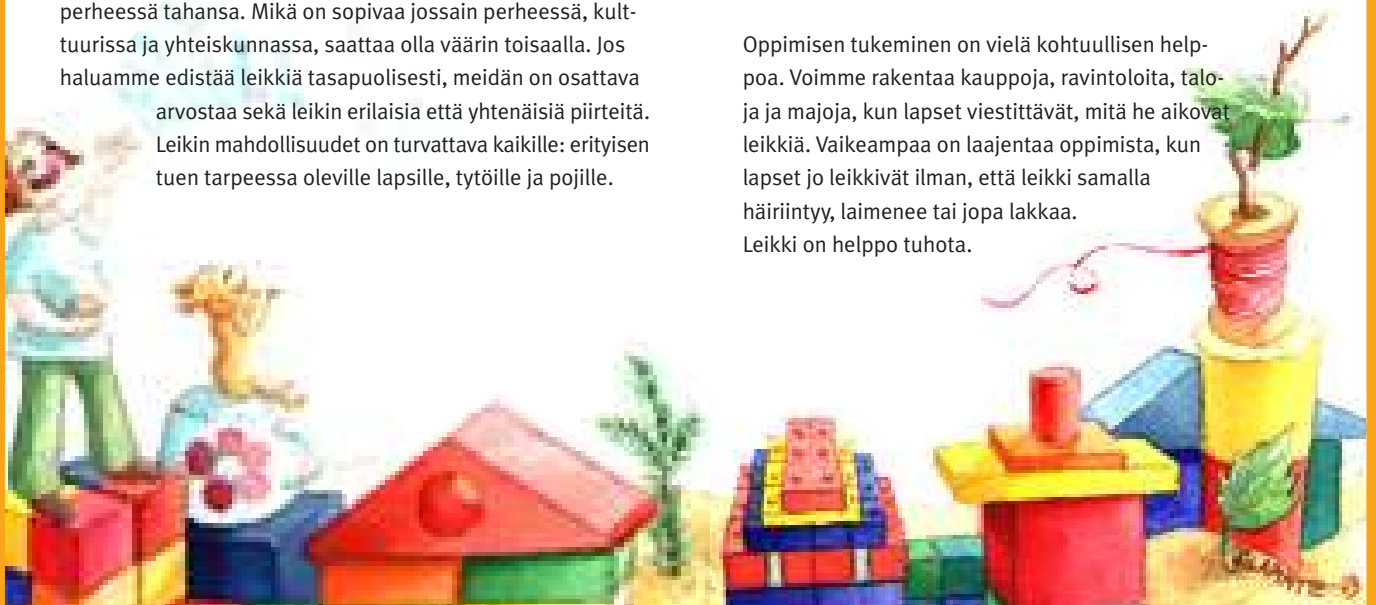 perheessä tahansa. Mikä on sopivaa jossain perheessä, kult-
tuurissa ja yhteiskunnassa, saattaa olla väärin toisaalla. Jos
haluamme edistää leikkiä tasapuolisesti, meidän on osattava
arvostaa sekä leikin erilaisia että yhtenäisiä piirteitä.
Leikin mahdollisuudet on turvattava kaikille: erityisen
tuen tarpeessa oleville lapsille, tytöille ja pojille.
Oppimisen tukeminen on vielä kohtuullisen help-
poa. Voimme rakentaa kauppoja, ravintoloita, talo-
ja ja majoja, kun lapset viestittävät, mitä he aikovat
leikkiä. Vaikeampaa on laajentaa oppimista, kun
lapset jo leikkivät ilman, että leikki samalla
häiriintyy, laimenee tai jopa lakkaa.
Leikki on helppo tuhota.